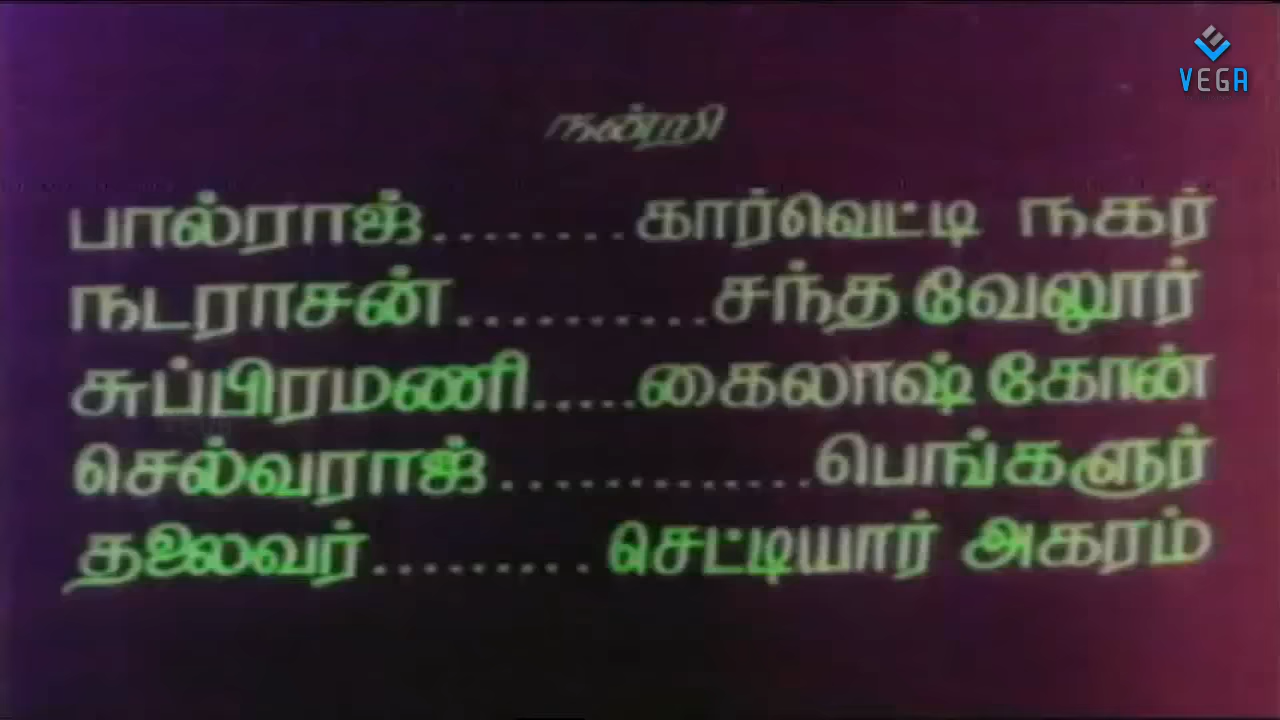 VEGA
நன்றி
பால்ராஜ்........கார்வெட்டி நகர்
நடராசன்...........சந்த வேலூர்
சுப்பிரமணி.....கைலாஷ் கோன்
செல்வராஜ்.............பெங்களுர்
தலைவர்.......... செட்டியார் அகரம்